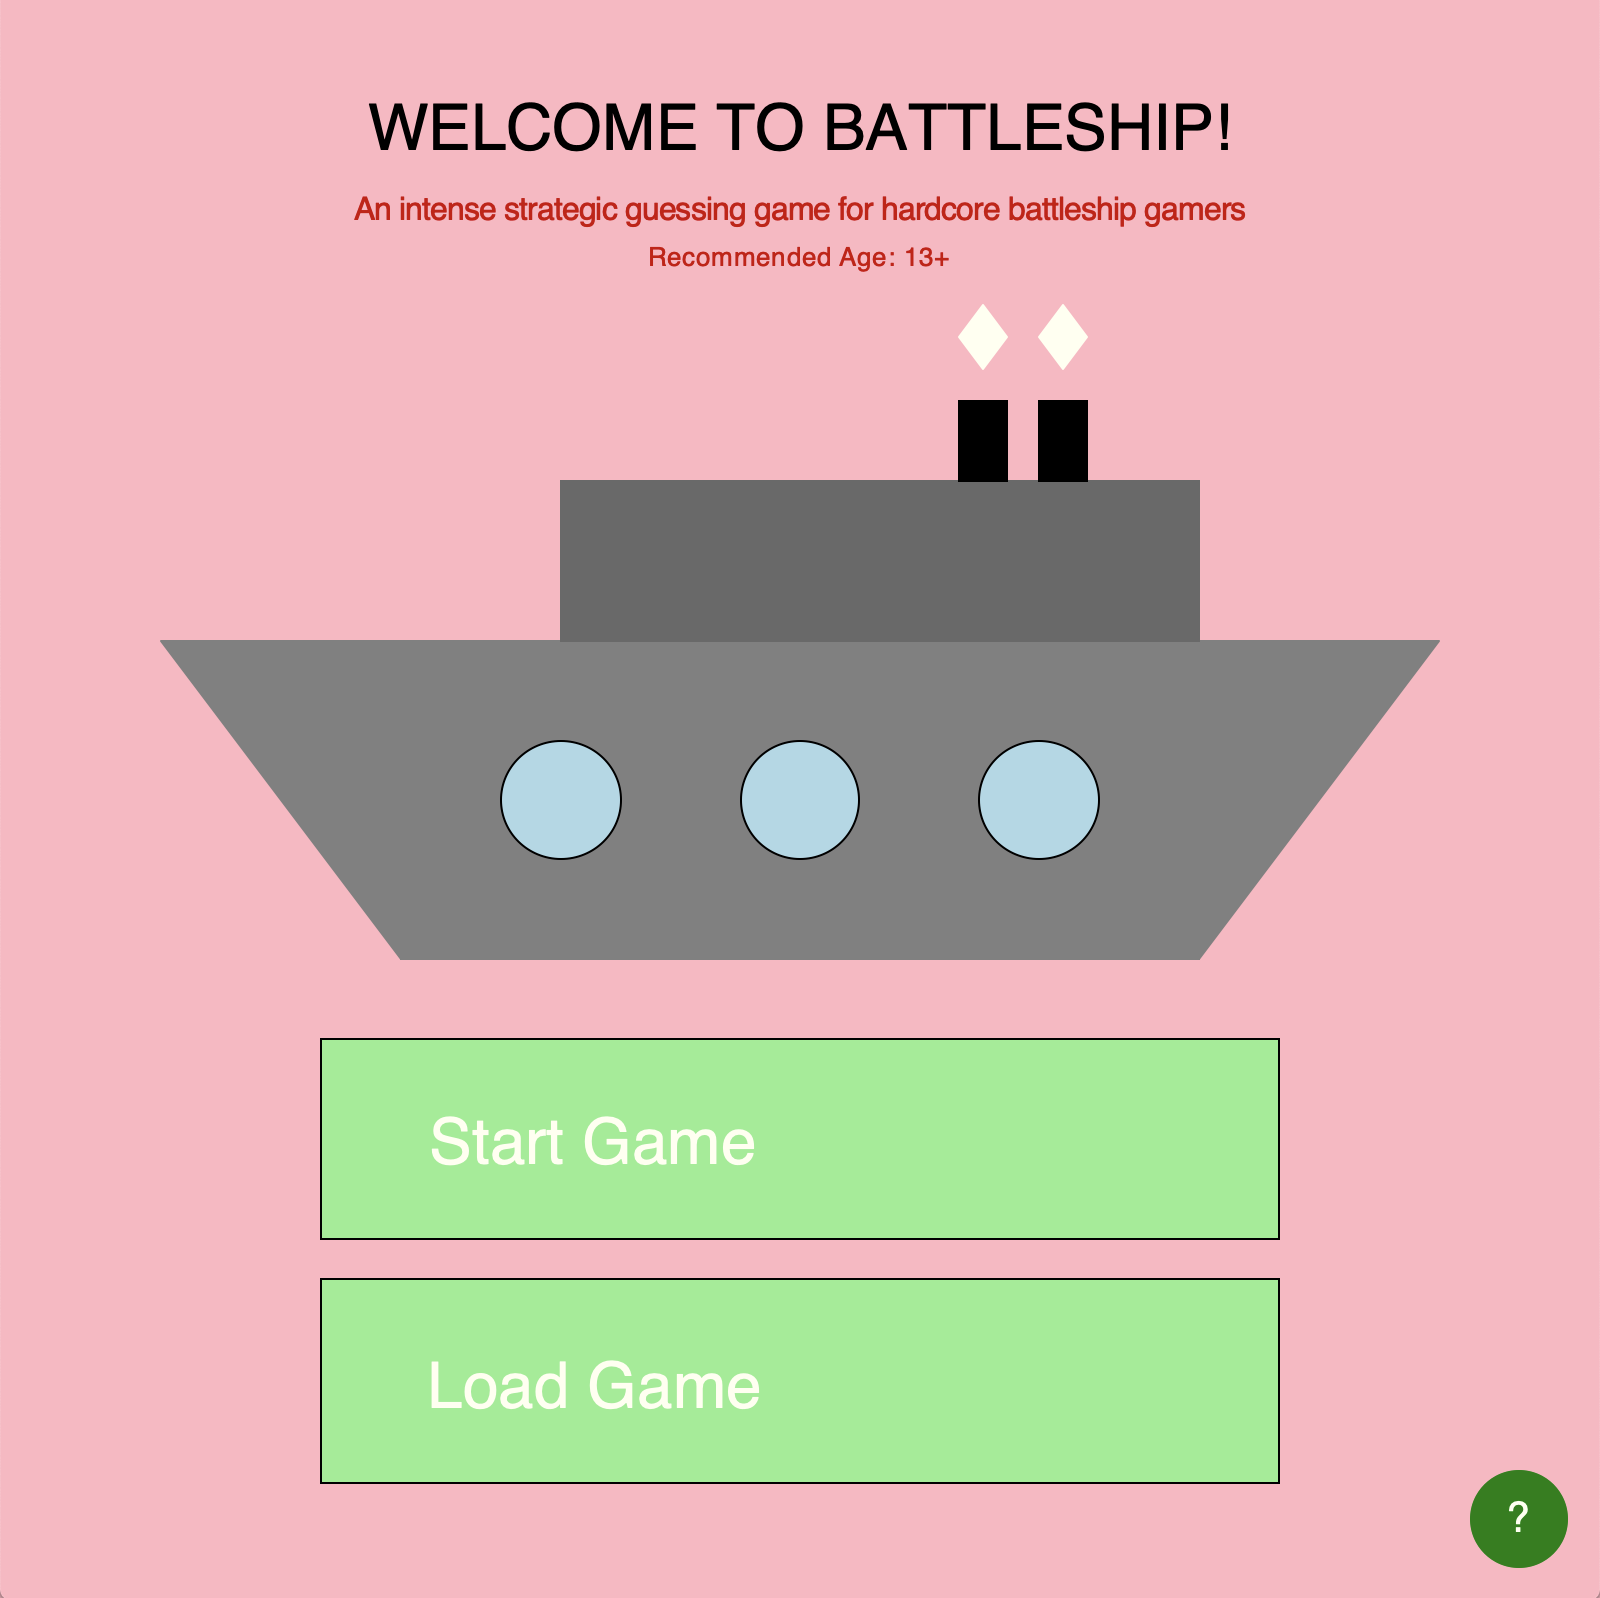 WELCOME TO BATTLESHIP!
An intense strategic guessing game for hardcore battleship gamers
Recommended Age: 13+
Start Game
Load Game
?